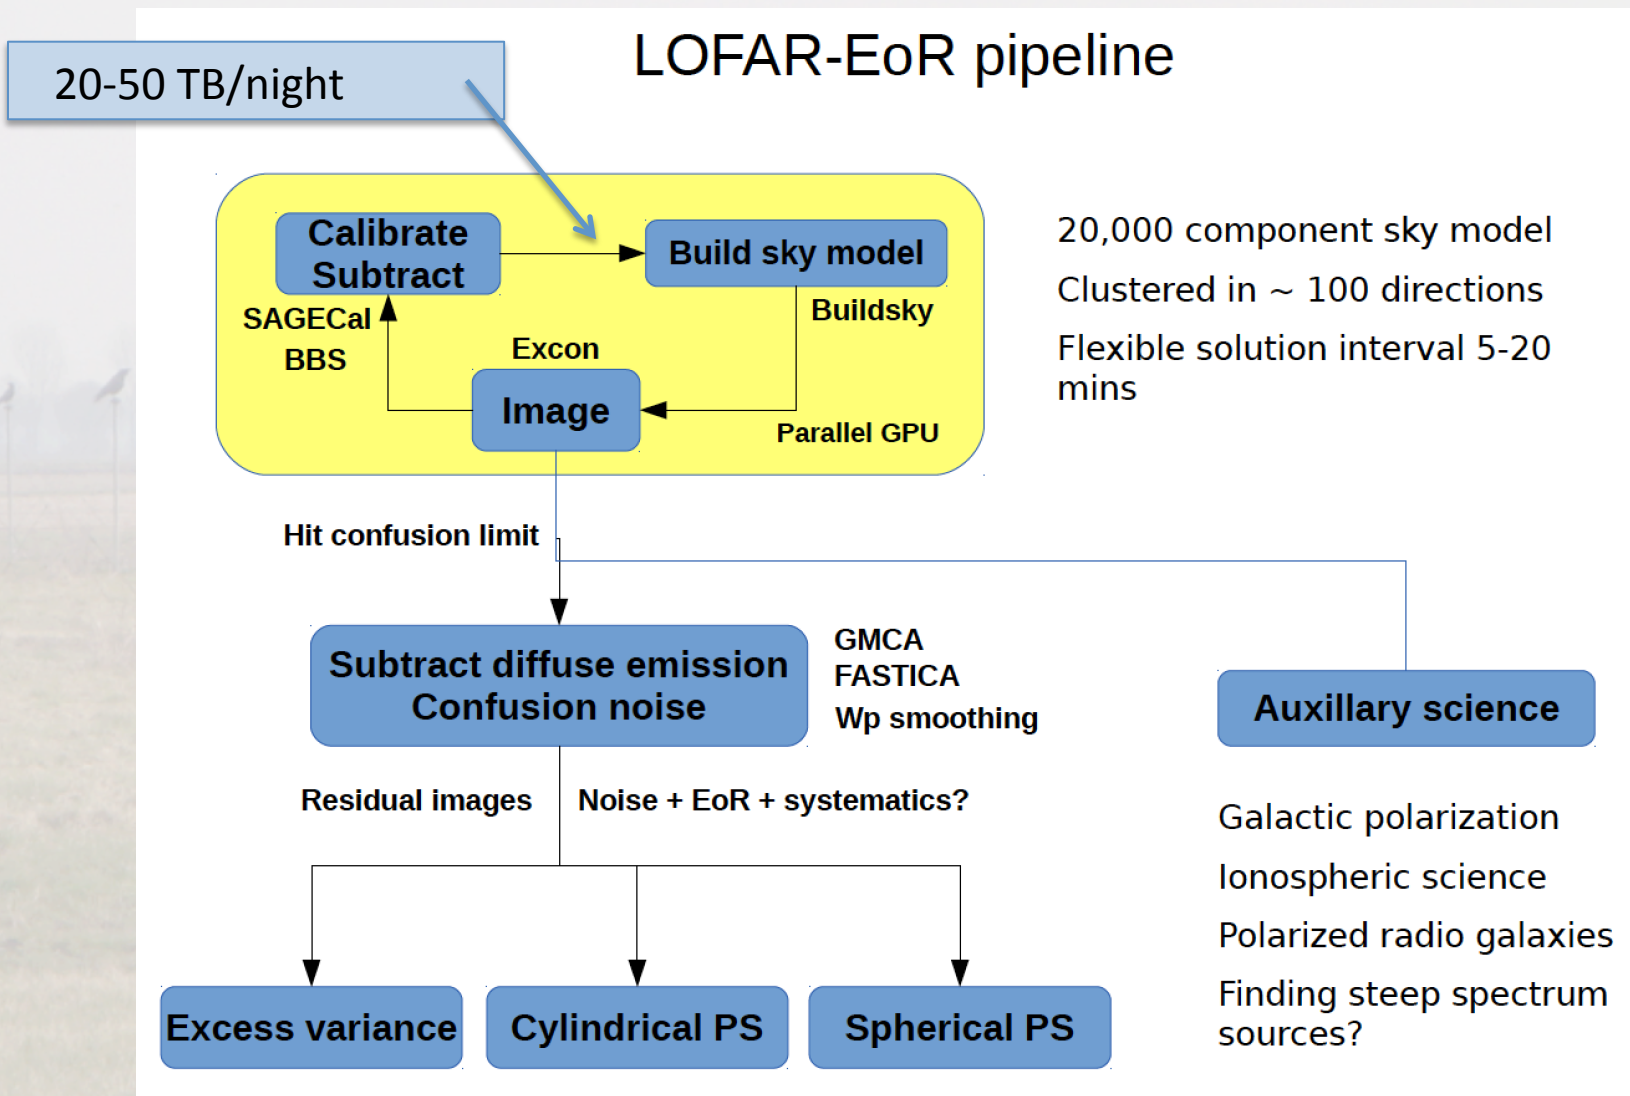 LOFAR-EoR pipeline
20-50 TB/night
Calibrate
Subtract
Build sky model
SAGECal
BBS
Buildsky
Excon
Image
Parallel GPU
20,000 component sky model
Clustered in ~ 100 directions
Flexible solution interval 5-20
mins
Hit confusion limit
Subtract diffuse emission
Confusion noise
GMCA
FASTICA
Wp smoothing
Auxillary science
Residual images
Noise + EoR + systematics?
Galactic polarization
Ionospheric science
Polarized radio galaxies
Finding steep spectrum
sources?
Excess variance
Cylindrical PS
Spherical PS